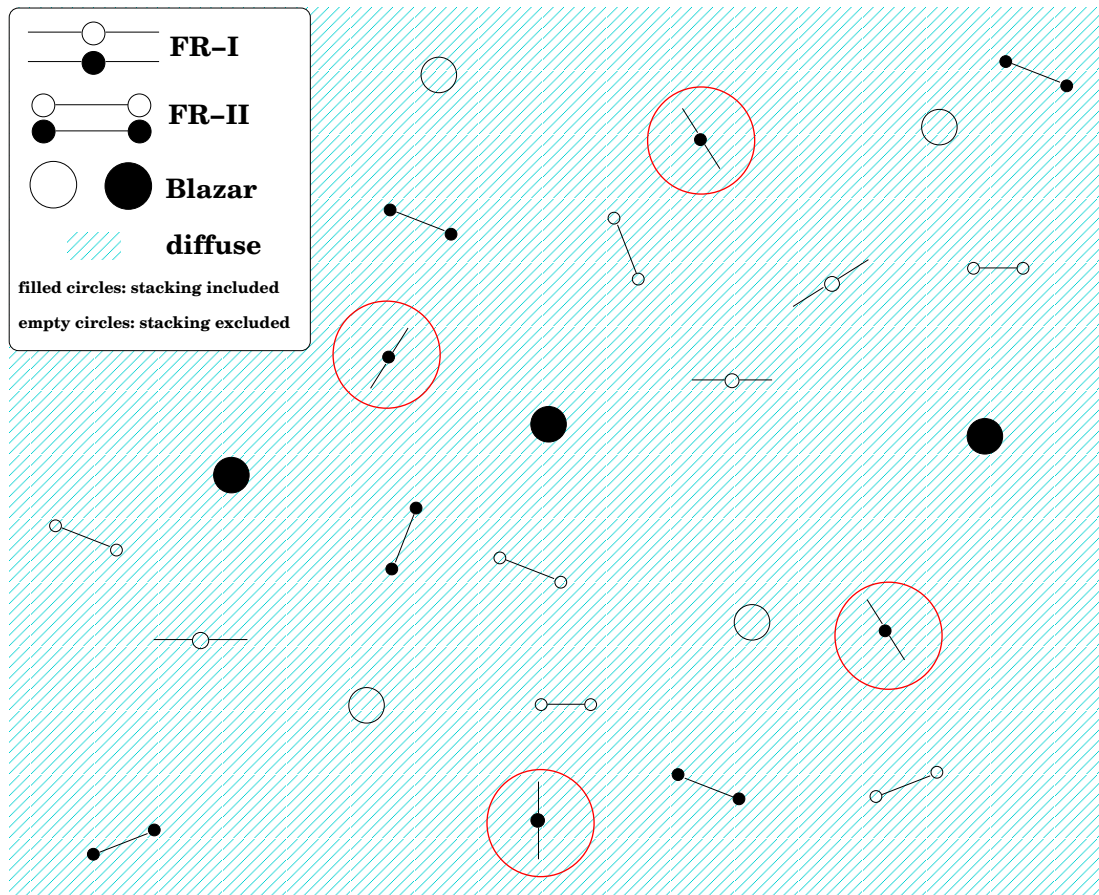 FR–I
FR–II
Blazar
diffuse
filled circles: stacking included
empty circles: stacking excluded